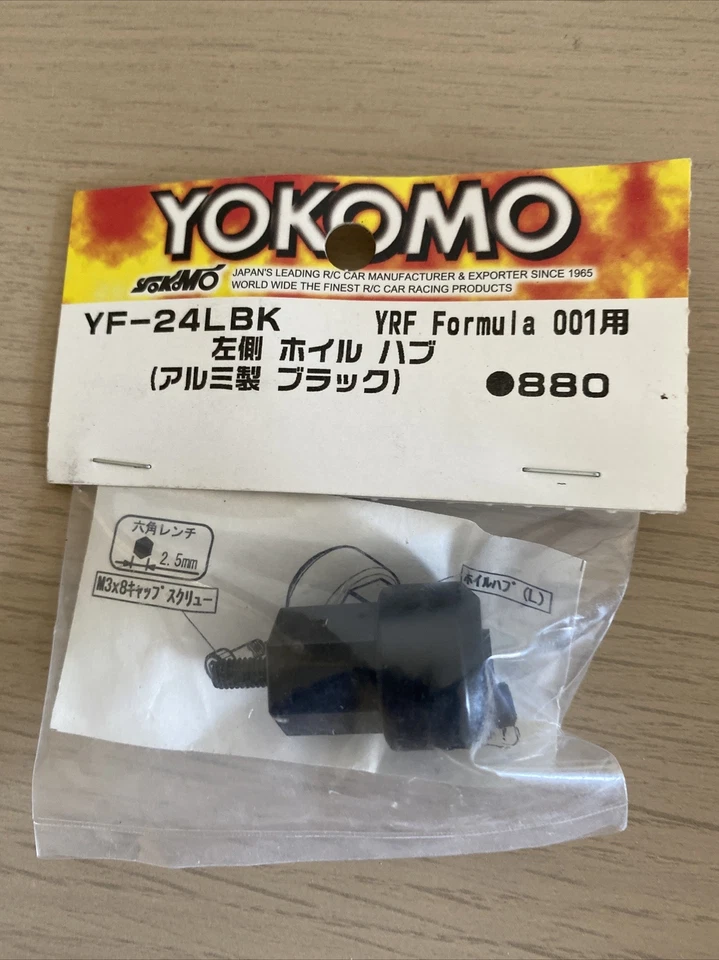 YOKOMO
YOKOMO JAPAN'S LEADING R/C CAR MANUFACTURER & EXPORTER SINCE 1965
WORLD WIDE THE FINEST R/C CAR RACING PRODUCTS
YF-24LBK YRF Formula 001用
左側 ホイル ハブ
(アルミ製 ブラック) ●880
六角レンチ
2.5mm
M3x8キャップスクリュー
ホイルハブ (L)